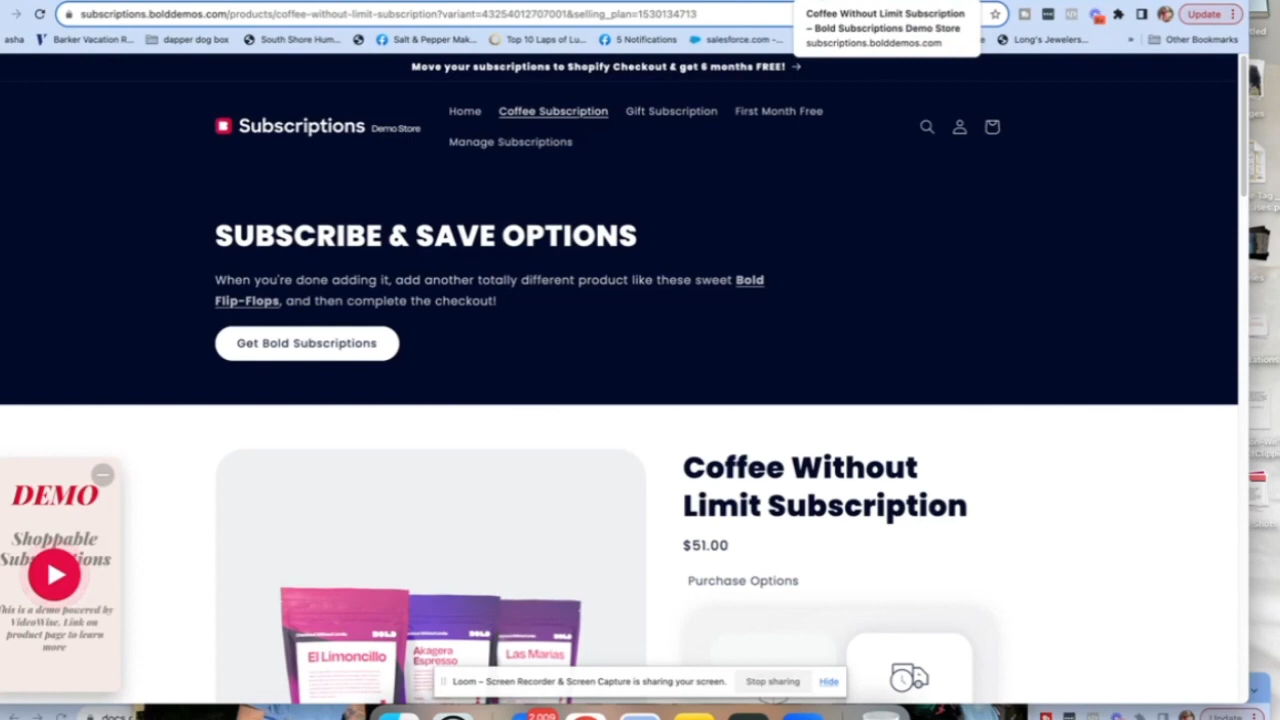 subscriptions.bolddemos.com/products/coffee-without-limit-subscription?variant=43254012707001&selling_plan=1530134713
Coffee Without Limit Subscription
– Bold Subscriptions Demo Store
subscriptions.bolddemos.com
Update
asha
Barker Vacation R...
dapper dog box
South Shore Hum...
Salt & Pepper Mak...
Top 10 Laps of Lu...
5 Notifications
salesforce.com -...
Long's Jewelers...
»
Other Bookmarks
Move your subscriptions to Shopify Checkout & get 6 months FREE! →
Subscriptions Demo Store
Home
Coffee Subscription
Gift Subscription
First Month Free
Manage Subscriptions
SUBSCRIBE & SAVE OPTIONS
When you're done adding it, add another totally different product like these sweet Bold
Flip-Flops, and then complete the checkout!
Get Bold Subscriptions
DEMO
Shoppable
This is a demo powered by
VideoWise, Link on
product page to learn
more
Coffee Without
Limit Subscription
$51.00
Purchase Options
BOLD
El Limoncillo
BOLD
Akagera
Espresso
BOLD
Las Marias
Loom – Screen Recorder & Screen Capture is sharing your screen.
Stop sharing
Hide
2,009